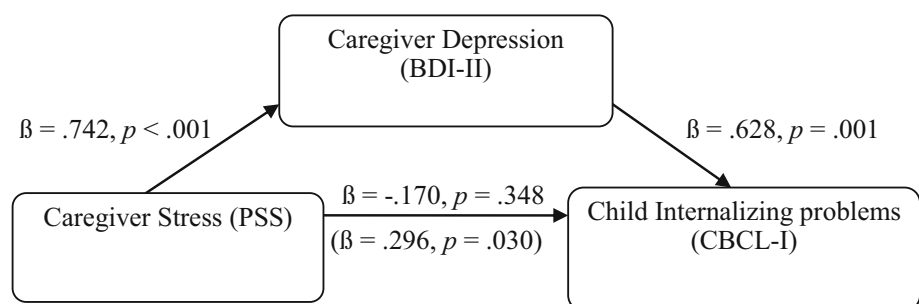 Caregiver Depression
(BDI-II)
ß = .742, p < .001
ß = .628, p = .001
ß = -.170, p = .348
Caregiver Stress (PSS)
(ß = .296, p = .030)
Child Internalizing problems
(CBCL-I)